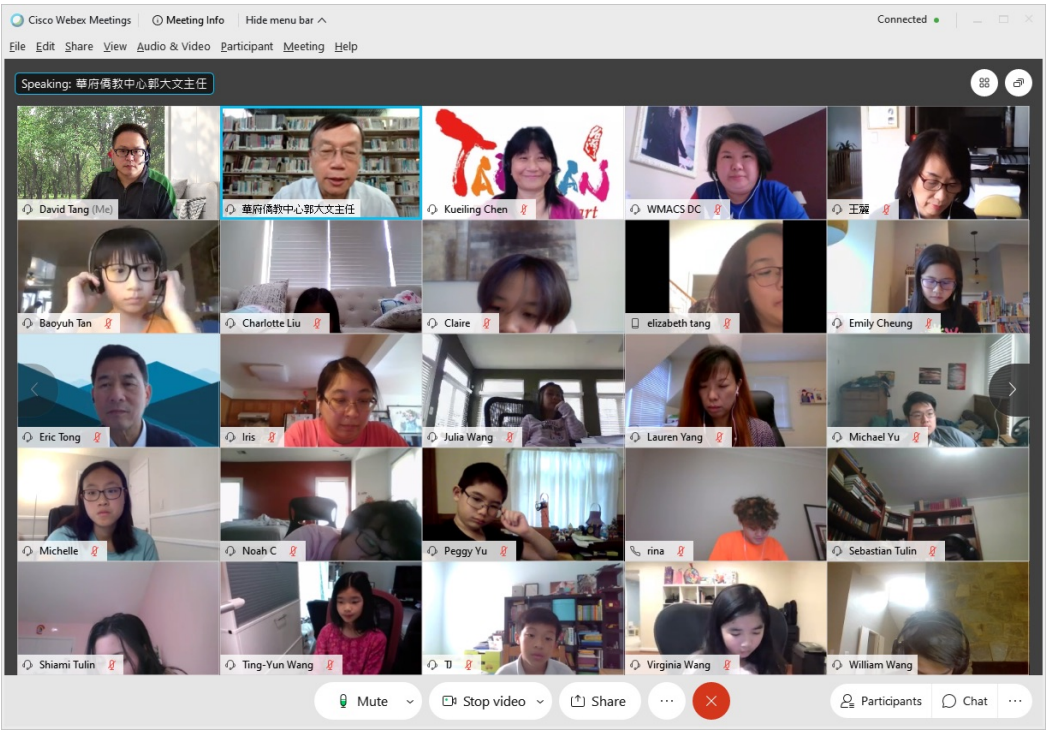 Cisco Webex Meetings
Meeting Info
Hide menu bar
Connected
File Edit Share View Audio & Video Participant Meeting Help
Speaking: 華府僑教中心郭大文主任
David Tang (Me)
華府僑教中心郭大文主任
Kueiling Chen
WMACS DC
王麗
Baoyuh Tan
Charlotte Liu
Claire
elizabeth tang
Emily Cheung
Eric Tong
Iris
Julia Wang
Lauren Yang
Michael Yu
Michelle
Noah C
Peggy Yu
rina
Sebastian Tulin
Shiami Tulin
Ting-Yun Wang
TJ
Virginia Wang
William Wang
Mute
Stop video
Share
Participants
Chat